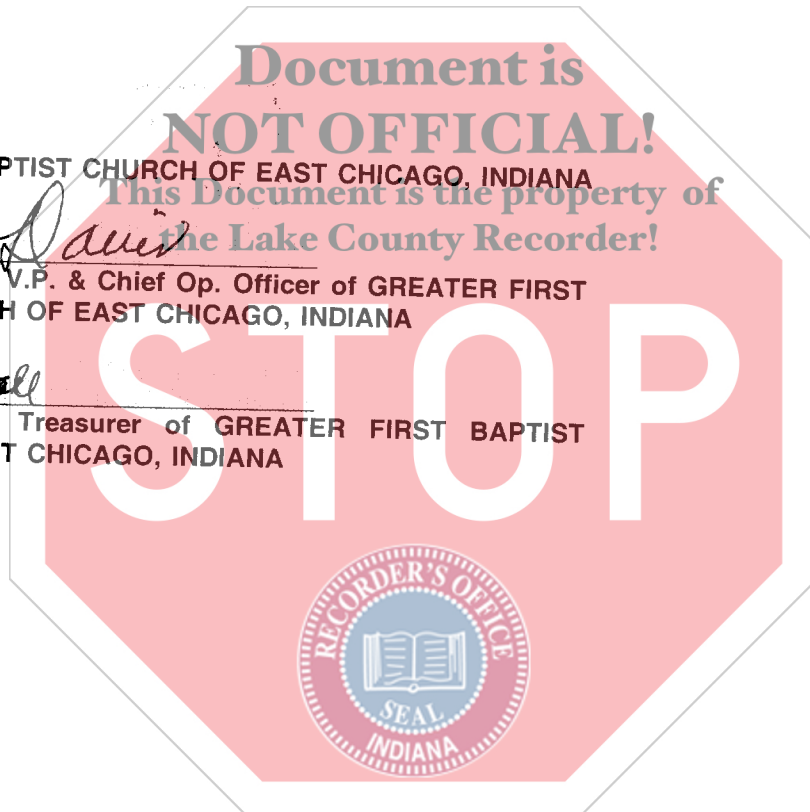 Document is
NOT OFFICIAL!
PTIST CHURCH OF EAST CHICAGO, INDIANA
This Document is the property of
Davis
the Lake County Recorder!
V.P. & Chief Op. Officer of GREATER FIRST
H OF EAST CHICAGO, INDIANA
STOP
Treasurer of GREATER FIRST BAPTIST
T CHICAGO, INDIANA
RECORDER'S OFFICE
SEAL
INDIANA